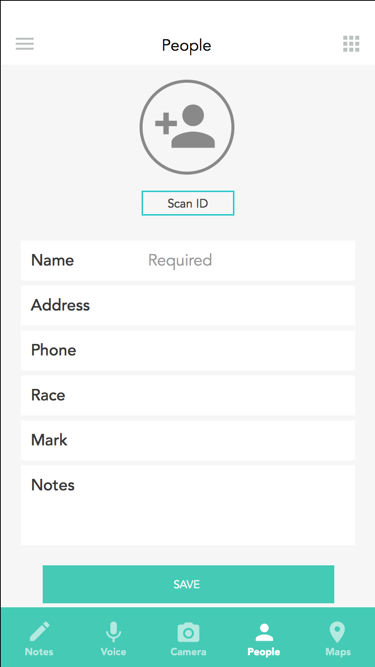 People
Scan ID
Name Required
Address
Phone
Race
Mark
Notes
SAVE
Notes Voice Camera People Maps